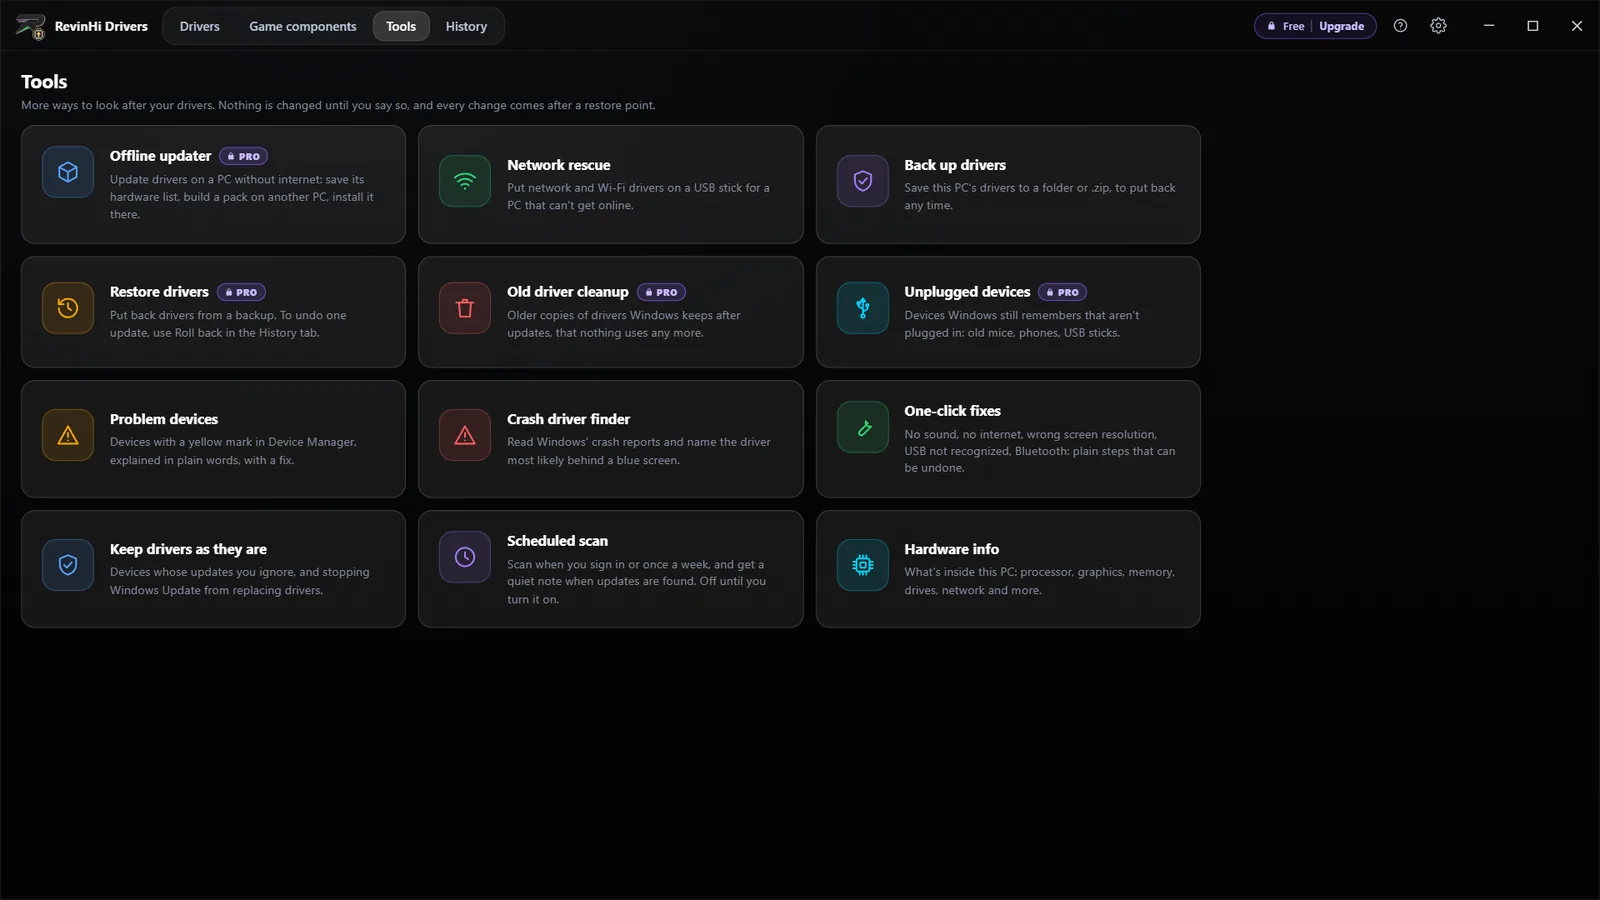 RevinHi Drivers
Drivers
Game components
Tools
History
Free
Upgrade
Tools
More ways to look after your drivers. Nothing is changed until you say so, and every change comes after a restore point.
Offline updater
PRO
Update drivers on a PC without internet: save its
hardware list, build a pack on another PC, install it
there.
Network rescue
Put network and Wi-Fi drivers on a USB stick for a
PC that can't get online.
Back up drivers
Save this PC's drivers to a folder or .zip, to put back
any time.
Restore drivers
PRO
Put back drivers from a backup. To undo one
update, use Roll back in the History tab.
Old driver cleanup
PRO
Older copies of drivers Windows keeps after
updates, that nothing uses any more.
Unplugged devices
PRO
Devices Windows still remembers that aren't
plugged in: old mice, phones, USB sticks.
Problem devices
Devices with a yellow mark in Device Manager,
explained in plain words, with a fix.
Crash driver finder
Read Windows' crash reports and name the driver
most likely behind a blue screen.
One-click fixes
No sound, no internet, wrong screen resolution,
USB not recognized, Bluetooth: plain steps that can
be undone.
Keep drivers as they are
Devices whose updates you ignore, and stopping
Windows Update from replacing drivers.
Scheduled scan
Scan when you sign in or once a week, and get a
quiet note when updates are found. Off until you
turn it on.
Hardware info
What's inside this PC: processor, graphics, memory,
drives, network and more.